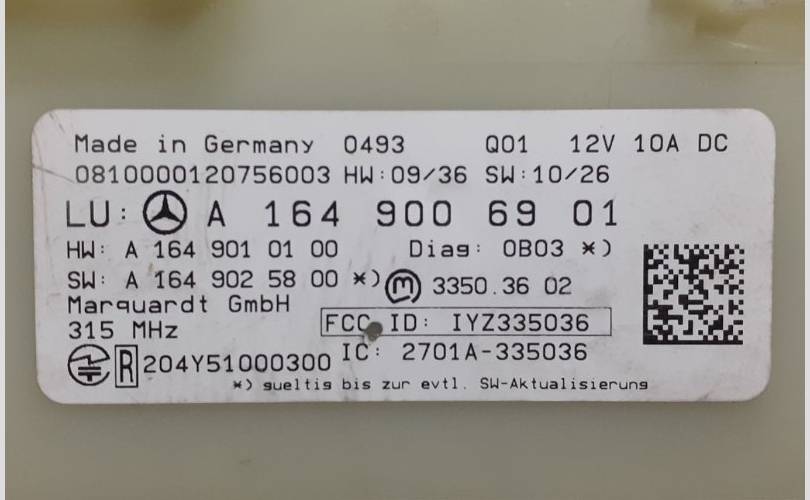 Made in Germany 0493 Q01 12V 10A DC
0810000120756003 HW:09/36 SW:10/26
LU: A 164 900 69 01
HW: A 164 901 01 00 Diag: 0B03 *)
SW: A 164 902 58 00 *) 3350.36 02
Marquardt GmbH
315 MHz
FCC ID: IYZ335036
R 204Y51000300 IC: 2701A-335036
*) gueltig bis zur evtl. SW-Aktualisierung